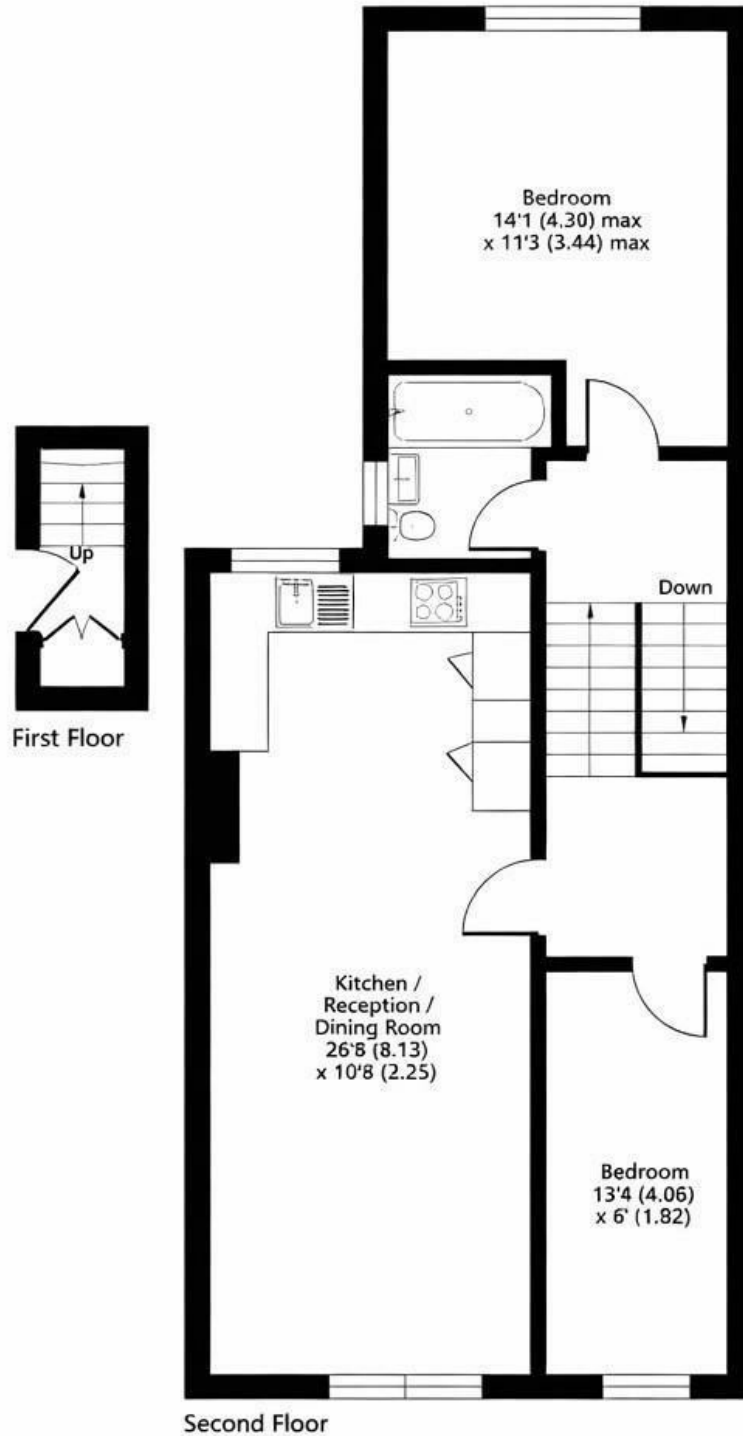 Bedroom
14'1 (4.30) max
x 11'3 (3.44) max
Up
First Floor
Down
Kitchen /
Reception /
Dining Room
26'8 (8.13)
x 10'8 (2.25)
Bedroom
13'4 (4.06)
x 6' (1.82)
Second Floor